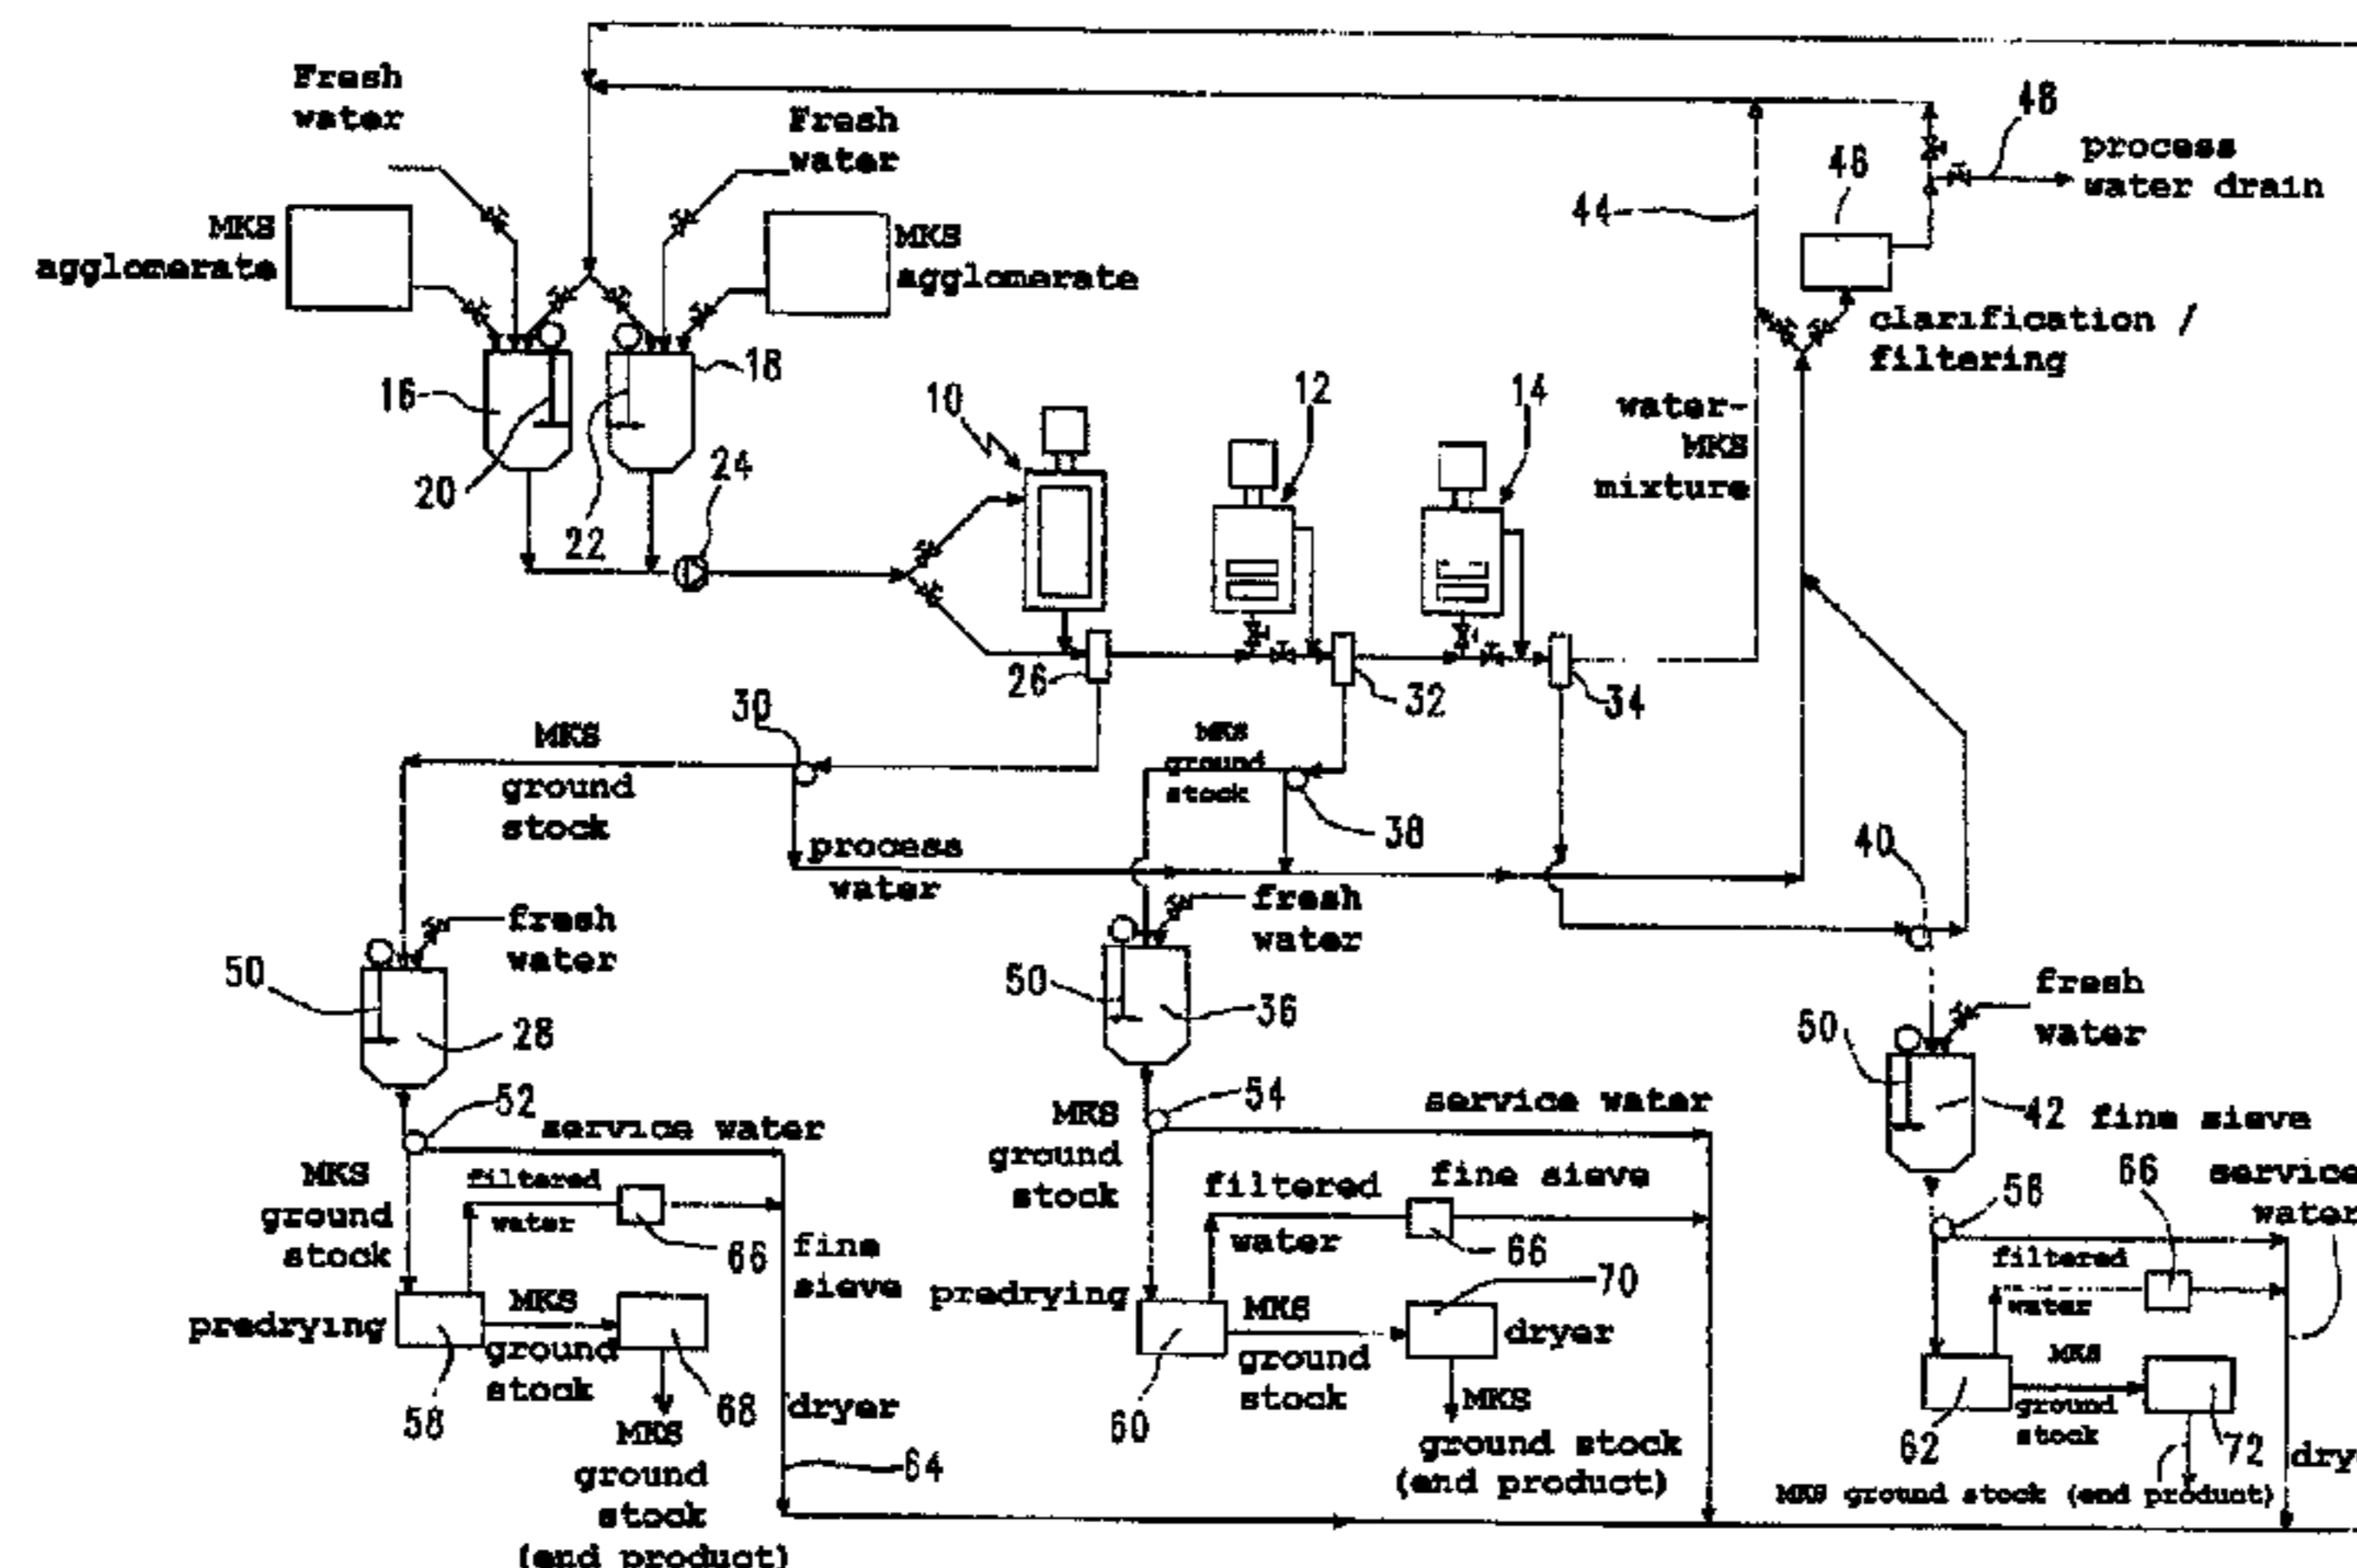 Fresh
water
Fresh
water
48
process
water drain
46
44
MKS
agglomerate
MKS
agglomerate
clarification /
filtering
16
18
10
12
14
water-
MKS
mixture
20
22
24
26
32
34
30
MKS
ground
stock
MKS
ground
stock
38
process
water
40
fresh
water
fresh
water
fresh
water
50
28
50
36
50
42
fine sieve
52
service water
54
service water
56
66
service
water
MKS
ground
stock
MKS
ground
stock
filtered
water
66
fine
sieve
filtered
water
fine sieve
66
filtered
water
predrying
MKS
ground
stock
58
68
dryer
predrying
MKS
ground
stock
60
70
dryer
MKS
ground
stock
62
72
MKS
ground
stock
(end product)
64
MKS
ground stock
(end product)
MKS ground stock (end product)